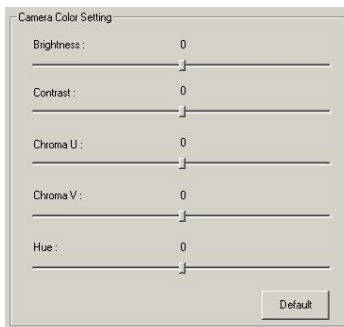 Camera Color Setting
Brightness : 0
Contrast : 0
Chroma U : 0
Chroma V : 0
Hue : 0
Default